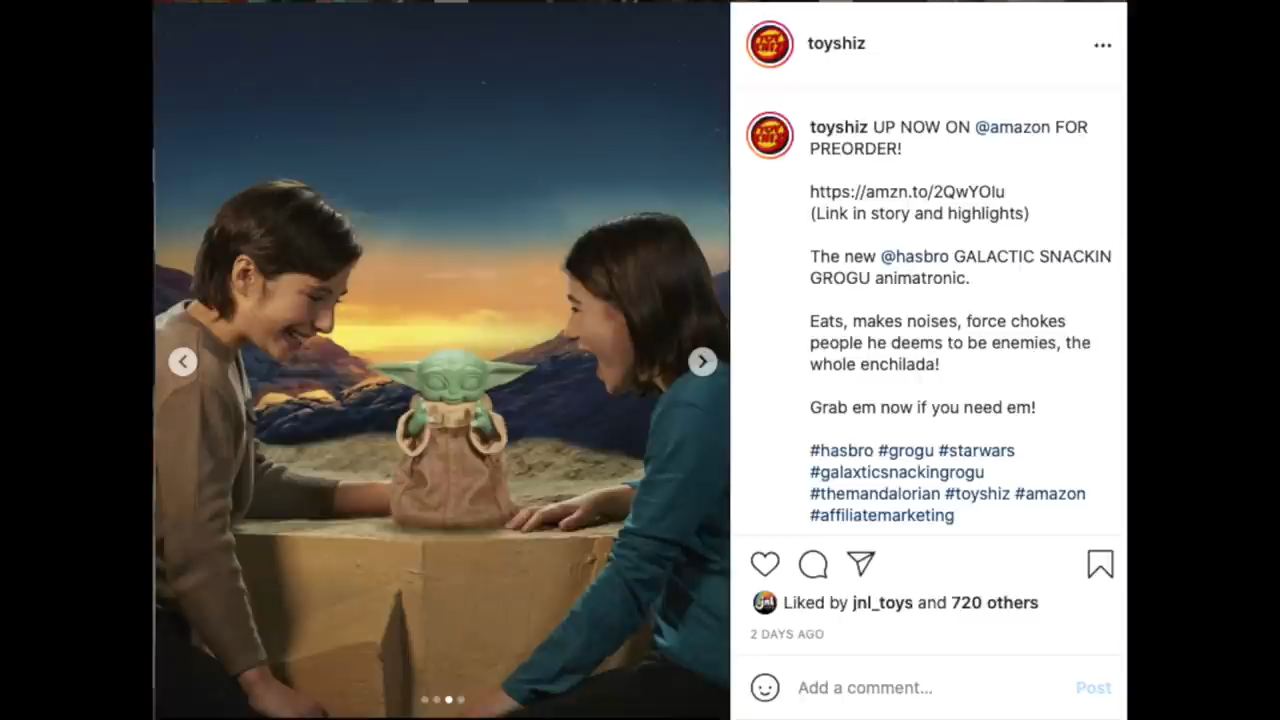 toyshiz
toyshiz UP NOW ON @amazon FOR
PREORDER!
https://amzn.to/2QwYOlu
(Link in story and highlights)
The new @hasbro GALACTIC SNACKIN
GROGU animatronic.
Eats, makes noises, force chokes
people he deems to be enemies, the
whole enchilada!
Grab em now if you need em!
#hasbro #grogu #starwars
#galaxticsnackingrogu
#themandalorian #toyshiz #amazon
#affiliatemarketing
Liked by jnl_toys and 720 others
2 DAYS AGO
Add a comment... Post